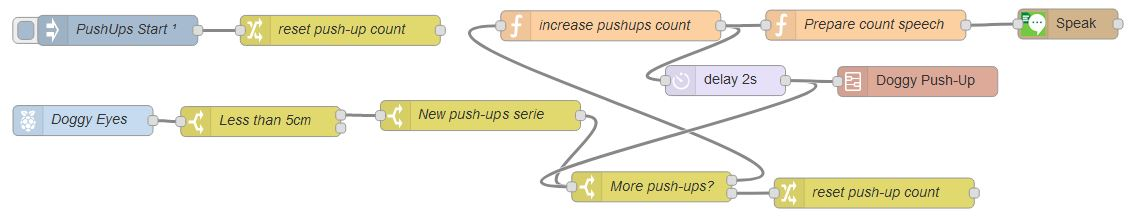 PushUps Start ¹
reset push-up count
increase pushups count
Prepare count speech
Speak
delay 2s
Doggy Push-Up
Doggy Eyes
Less than 5cm
New push-ups serie
More push-ups?
reset push-up count